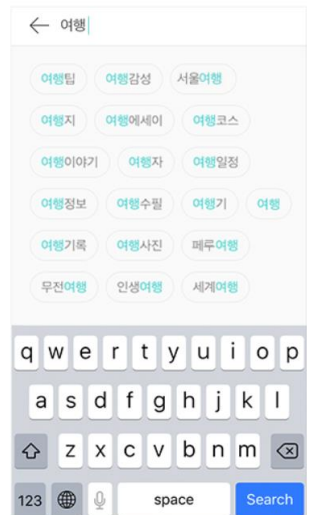 여행
여행팁 여행감성 서울여행
여행지 여행에세이 여행코스
여행이야기 여행자 여행일정
여행정보 여행수필 여행기 여행
여행기록 여행사진 페루여행
무전여행 인생여행 세계여행
q w e r t y u i o p
a s d f g h j k l
z x c v b n m
123 space Search